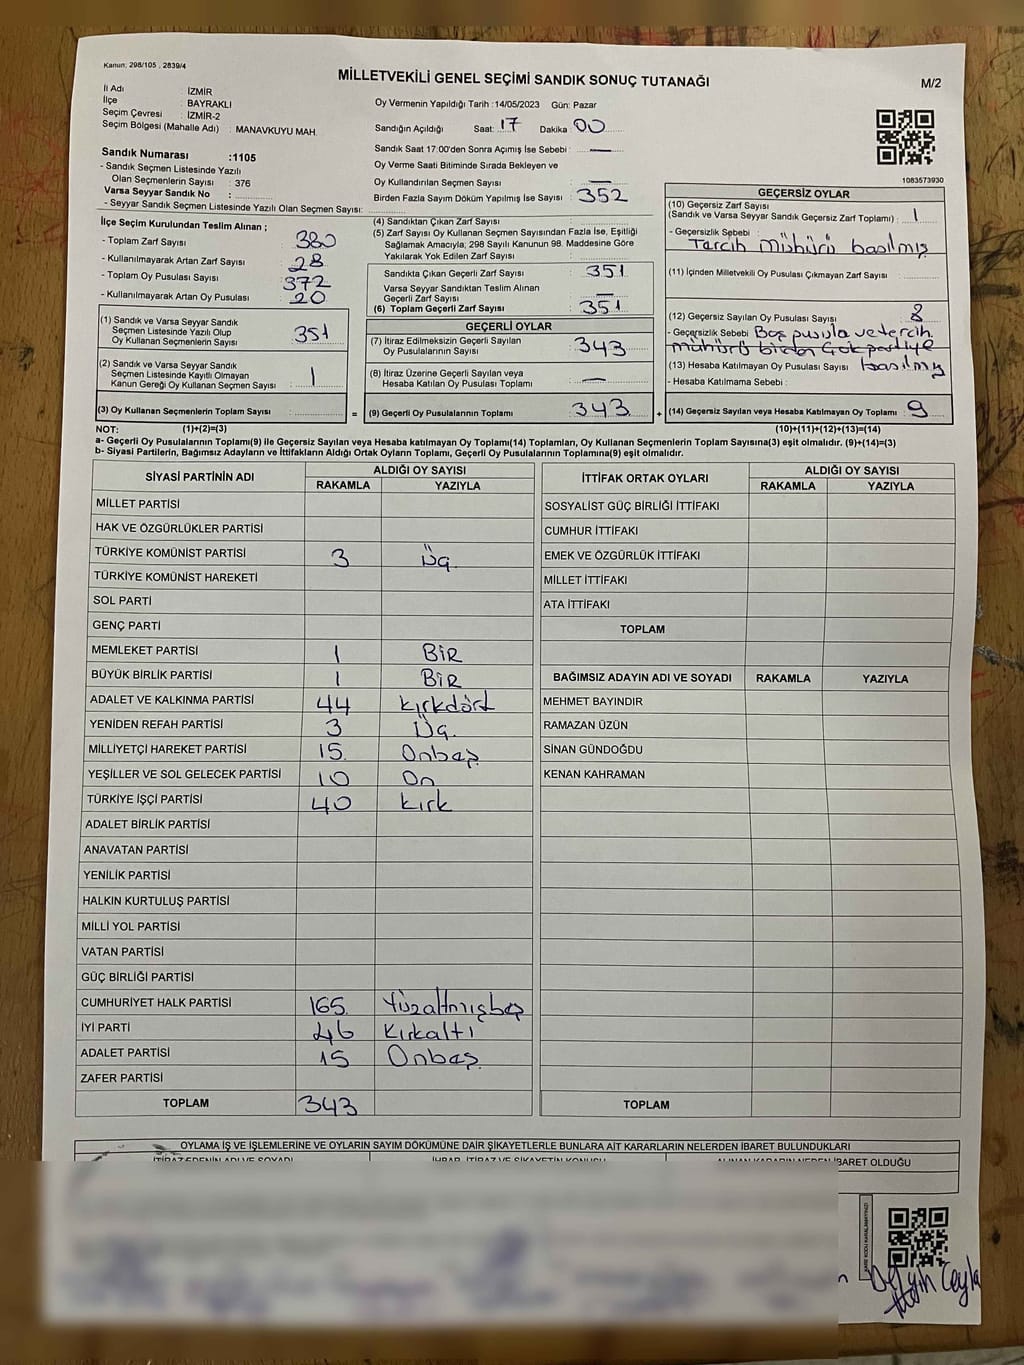 Kanun: 298/105 , 2839/4
MİLLETVEKİLİ GENEL SEÇİMİ SANDIK SONUÇ TUTANAĞI
M/2
İl Adı : İZMİR
İlçe : BAYRAKLI
Seçim Çevresi : İZMİR-2
Seçim Bölgesi (Mahalle Adı) : MANAVKUYU MAH.
Sandık Numarası :1105
- Sandık Seçmen Listesinde Yazılı
Olan Seçmenlerin Sayısı : 376
Varsa Seyyar Sandık No :
- Seyyar Sandık Seçmen Listesinde Yazılı Olan Seçmen Sayısı:
Oy Vermenin Yapıldığı Tarih :14/05/2023 Gün: Pazar
Sandığın Açıldığı Saat: 17 Dakika 00
Sandık Saat 17:00'den Sonra Açımış İse Sebebi : —
Oy Verme Saati Bitiminde Sırada Bekleyen ve
Oy Kullandırılan Seçmen Sayısı : —
Birden Fazla Sayım Döküm Yapılmış İse Sayısı : 352
1083573930
İlçe Seçim Kurulundan Teslim Alınan ;
- Toplam Zarf Sayısı : 380
- Kullanılmayarak Artan Zarf Sayısı : 28
- Toplam Oy Pusulası Sayısı : 372
- Kullanılmayarak Artan Oy Pusulası : 20
(4) Sandıktan Çıkan Zarf Sayısı :
(5) Zarf Sayısı Oy Kullanan Seçmen Sayısından Fazla İse, Eşitliği
Sağlamak Amacıyla; 298 Sayılı Kanunun 98. Maddesine Göre
Yakılarak Yok Edilen Zarf Sayısı :
Sandıkta Çıkan Geçerli Zarf Sayısı : 351
Varsa Seyyar Sandıktan Teslim Alınan
Geçerli Zarf Sayısı : —
(6) Toplam Geçerli Zarf Sayısı : 351
GEÇERSİZ OYLAR
(10) Geçersiz Zarf Sayısı
(Sandık ve Varsa Seyyar Sandık Geçersiz Zarf Toplamı) : 1
- Geçersizlik Sebebi :
Tercih Mühürü basılmış
(11) İçinden Milletvekili Oy Pusulası Çıkmayan Zarf Sayısı :
(12) Geçersiz Sayılan Oy Pusulası Sayısı : 8
- Geçersizlik Sebebi Boş pusula ve tercih
mühürü birden çok partiye
(13) Hesaba Katılmayan Oy Pusulası Sayısı : basılmış
- Hesaba Katılmama Sebebi :
(1) Sandık ve Varsa Seyyar Sandık
Seçmen Listesinde Yazılı Olup
Oy Kullanan Seçmenlerin Sayısı : 351
(2) Sandık ve Varsa Seyyar Sandık
Seçmen Listesinde Kayıtlı Olmayan
Kanun Gereği Oy Kullanan Seçmen Sayısı : 1
(3) Oy Kullanan Seçmenlerin Toplam Sayısı :
=
GEÇERLİ OYLAR
(7) İtiraz Edilmeksizin Geçerli Sayılan
Oy Pusulalarının Sayısı : 343
(8) İtiraz Üzerine Geçerli Sayılan veya
Hesaba Katılan Oy Pusulası Toplamı : —
(9) Geçerli Oy Pusulalarının Toplamı : 343
+
(14) Geçersiz Sayılan veya Hesaba Katılmayan Oy Toplamı : 9
NOT: (1)+(2)=(3)
(10)+(11)+(12)+(13)=(14)
a- Geçerli Oy Pusulalarının Toplamı(9) ile Geçersiz Sayılan veya Hesaba katılmayan Oy Toplamı(14) Toplamları, Oy Kullanan Seçmenlerin Toplam Sayısına(3) eşit olmalıdır. (9)+(14)=(3)
b- Siyasi Partilerin, Bağımsız Adayların ve İttifakların Aldığı Ortak Oyların Toplamı, Geçerli Oy Pusulalarının Toplamına(9) eşit olmalıdır.
SİYASİ PARTİNİN ADI
ALDIĞI OY SAYISI
RAKAMLA YAZIYLA
MİLLET PARTİSİ
HAK VE ÖZGÜRLÜKLER PARTİSİ
TÜRKİYE KOMÜNİST PARTİSİ 3 Üç
TÜRKİYE KOMÜNİST HAREKETİ
SOL PARTİ
GENÇ PARTİ
MEMLEKET PARTİSİ 1 BİR
BÜYÜK BİRLİK PARTİSİ 1 BİR
ADALET VE KALKINMA PARTİSİ 44 kırkdört
YENİDEN REFAH PARTİSİ 3 Üç
MİLLİYETÇİ HAREKET PARTİSİ 15 Onbeş
YEŞİLLER VE SOL GELECEK PARTİSİ 10 On
TÜRKİYE İŞÇİ PARTİSİ 40 kırk
ADALET BİRLİK PARTİSİ
ANAVATAN PARTİSİ
YENİLİK PARTİSİ
HALKIN KURTULUŞ PARTİSİ
MİLLİ YOL PARTİSİ
VATAN PARTİSİ
GÜÇ BİRLİĞİ PARTİSİ
CUMHURİYET HALK PARTİSİ 165 Yüzaltmışbeş
İYİ PARTİ 46 Kırkaltı
ADALET PARTİSİ 15 Onbeş
ZAFER PARTİSİ
TOPLAM 343
İTTİFAK ORTAK OYLARI
ALDIĞI OY SAYISI
RAKAMLA YAZIYLA
SOSYALİST GÜÇ BİRLİĞİ İTTİFAKI
CUMHUR İTTİFAKI
EMEK VE ÖZGÜRLÜK İTTİFAKI
MİLLET İTTİFAKI
ATA İTTİFAKI
TOPLAM
BAĞIMSIZ ADAYIN ADI VE SOYADI RAKAMLA YAZIYLA
MEHMET BAYINDIR
RAMAZAN ÜZÜN
SİNAN GÜNDOĞDU
KENAN KAHRAMAN
TOPLAM
OYLAMA İŞ VE İŞLEMLERİNE VE OYLARIN SAYIM DÖKÜMÜNE DAİR ŞİKAYETLERLE BUNLARA AİT KARARLARIN NELERDEN İBARET BULUNDUKLARI
İTİRAZ EDENİN ADI VE SOYADI İHBAR, İTİRAZ VE ŞİKAYETİN KONUSU ALINAN KARARIN NEDEN İBARET OLDUĞU
KARE KODU KARALAMAYINIZ!